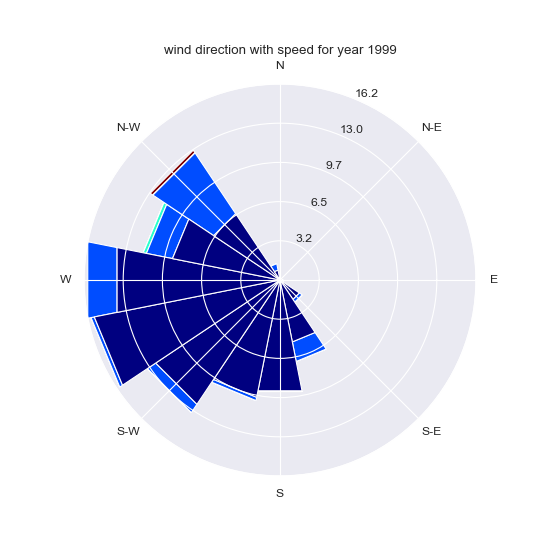 wind direction with speed for year 1999
N
16.2
N-W
N-E
13.0
9.7
6.5
3.2
W
E
S-W
S-E
S